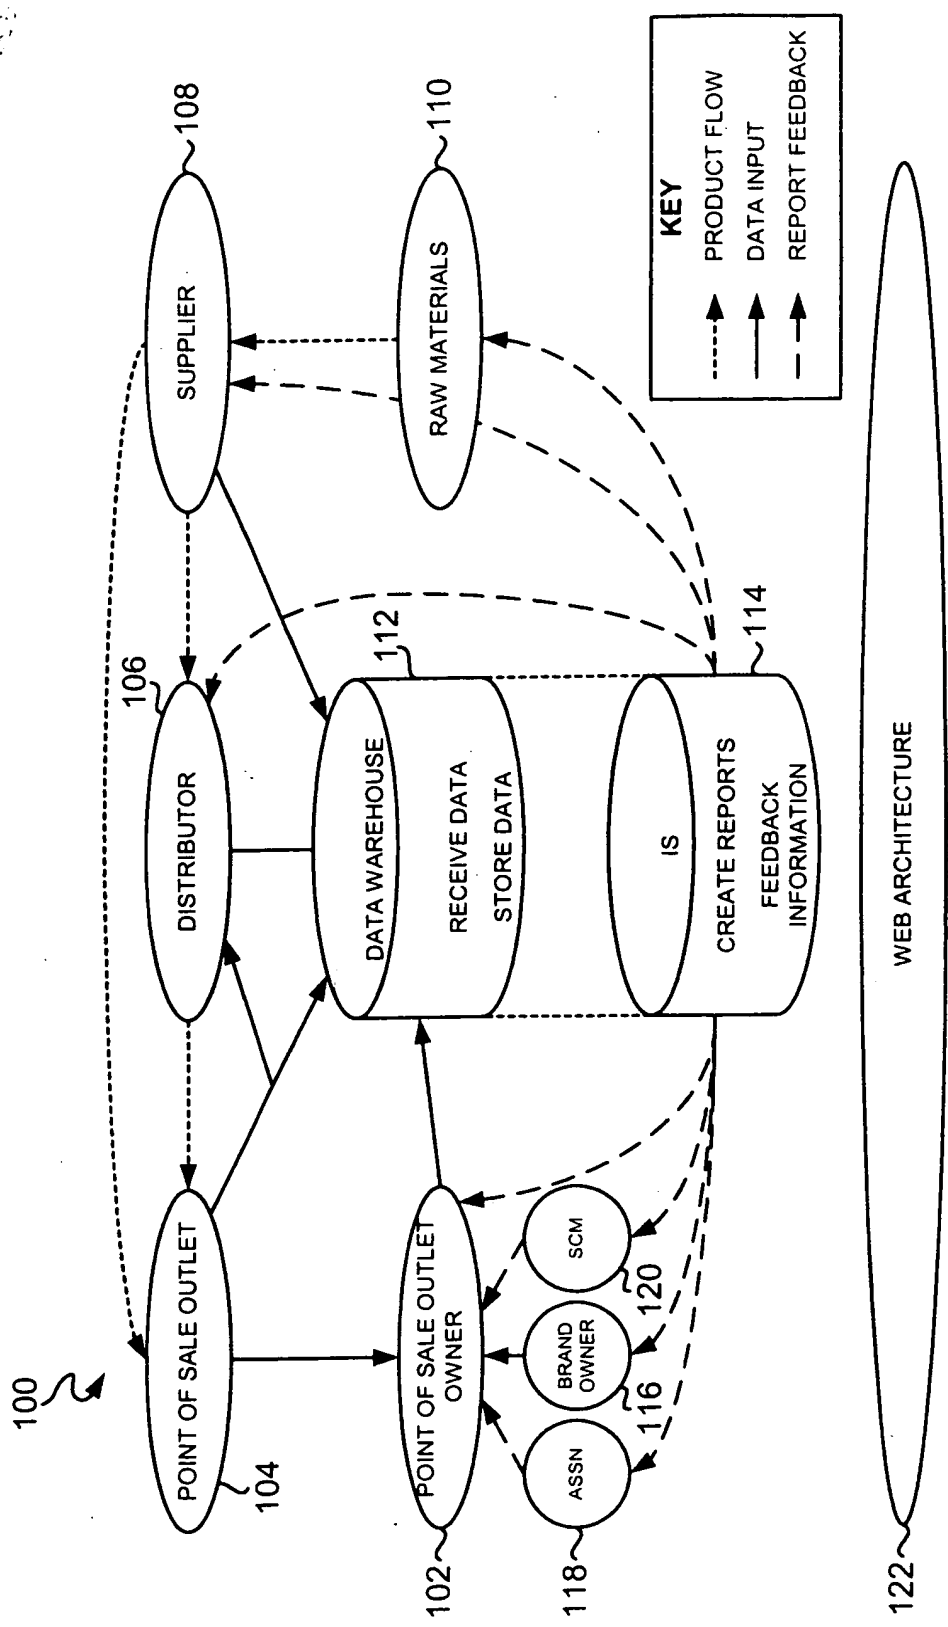 100
POINT OF SALE OUTLET
104
DISTRIBUTOR
106
SUPPLIER
108
POINT OF SALE OUTLET
OWNER
102
DATA WAREHOUSE
RECEIVE DATA
STORE DATA
112
RAW MATERIALS
110
ASSN
118
BRAND
OWNER
116
SCM
120
IS
CREATE REPORTS
FEEDBACK
INFORMATION
114
KEY
PRODUCT FLOW
DATA INPUT
REPORT FEEDBACK
WEB ARCHITECTURE
122